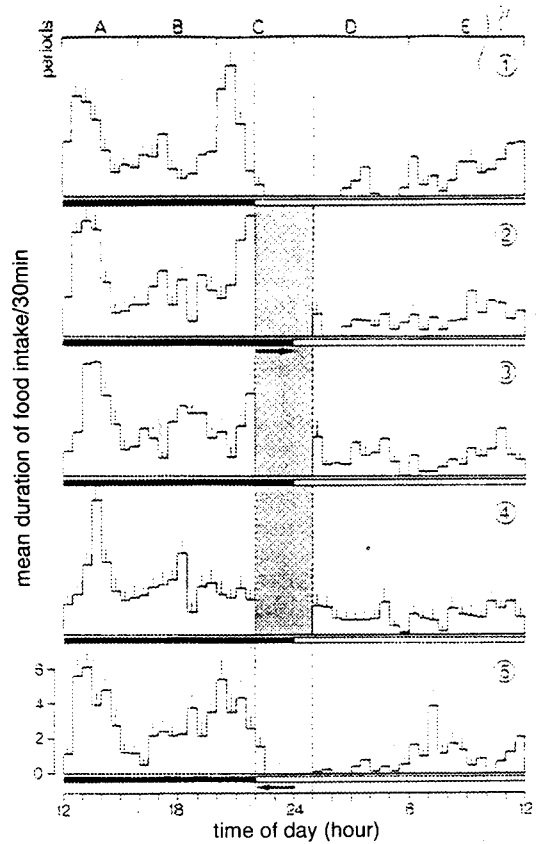 periods
A B C D E
①
②
③
④
⑤
mean duration of food intake/30min
6
4
2
0
12 18 24 6 12
time of day (hour)